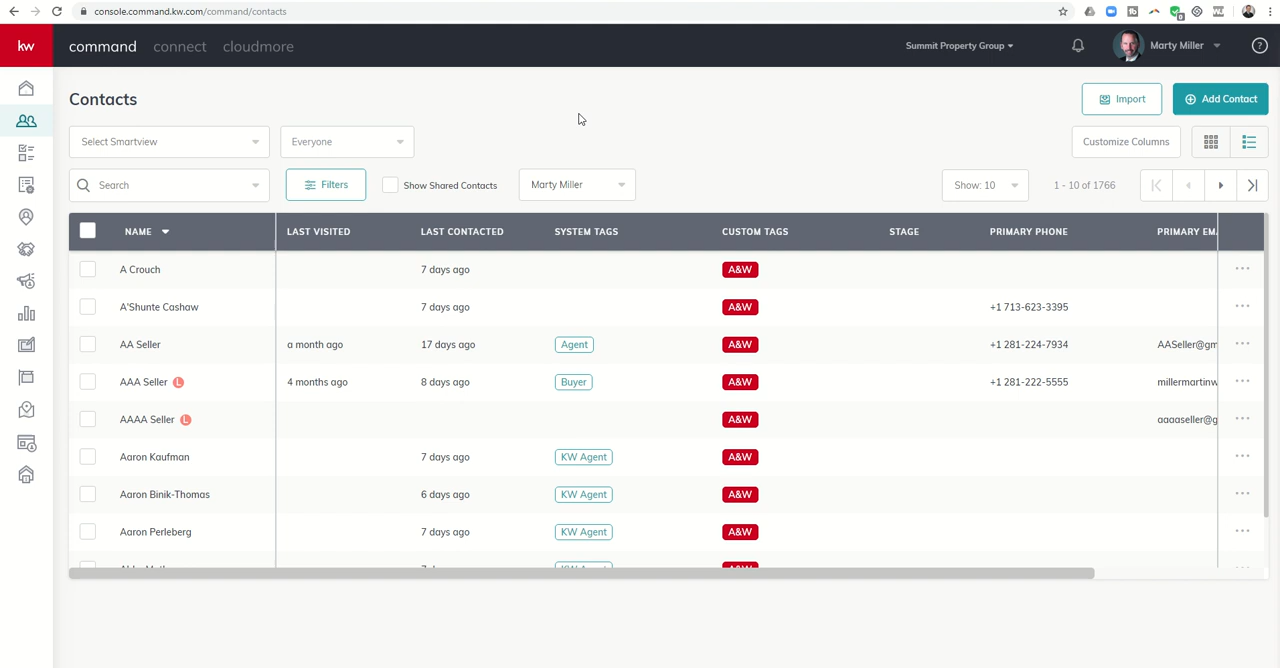 console.command.kw.com/command/contacts
kw command connect cloudmore Summit Property Group Marty Miller
Contacts Import Add Contact
Select Smartview Everyone Customize Columns
Search Filters Show Shared Contacts Marty Miller Show: 10 1 - 10 of 1766
NAME LAST VISITED LAST CONTACTED SYSTEM TAGS CUSTOM TAGS STAGE PRIMARY PHONE PRIMARY EM
A Crouch 7 days ago A&W
A'Shunte Cashaw 7 days ago A&W +1 713-623-3395
AA Seller a month ago 17 days ago Agent A&W +1 281-224-7934 AASeller@gm
AAA Seller L 4 months ago 8 days ago Buyer A&W +1 281-222-5555 millermartinw
AAAA Seller L A&W aaaaseller@g
Aaron Kaufman 7 days ago KW Agent A&W
Aaron Binik-Thomas 6 days ago KW Agent A&W
Aaron Perleberg 7 days ago KW Agent A&W